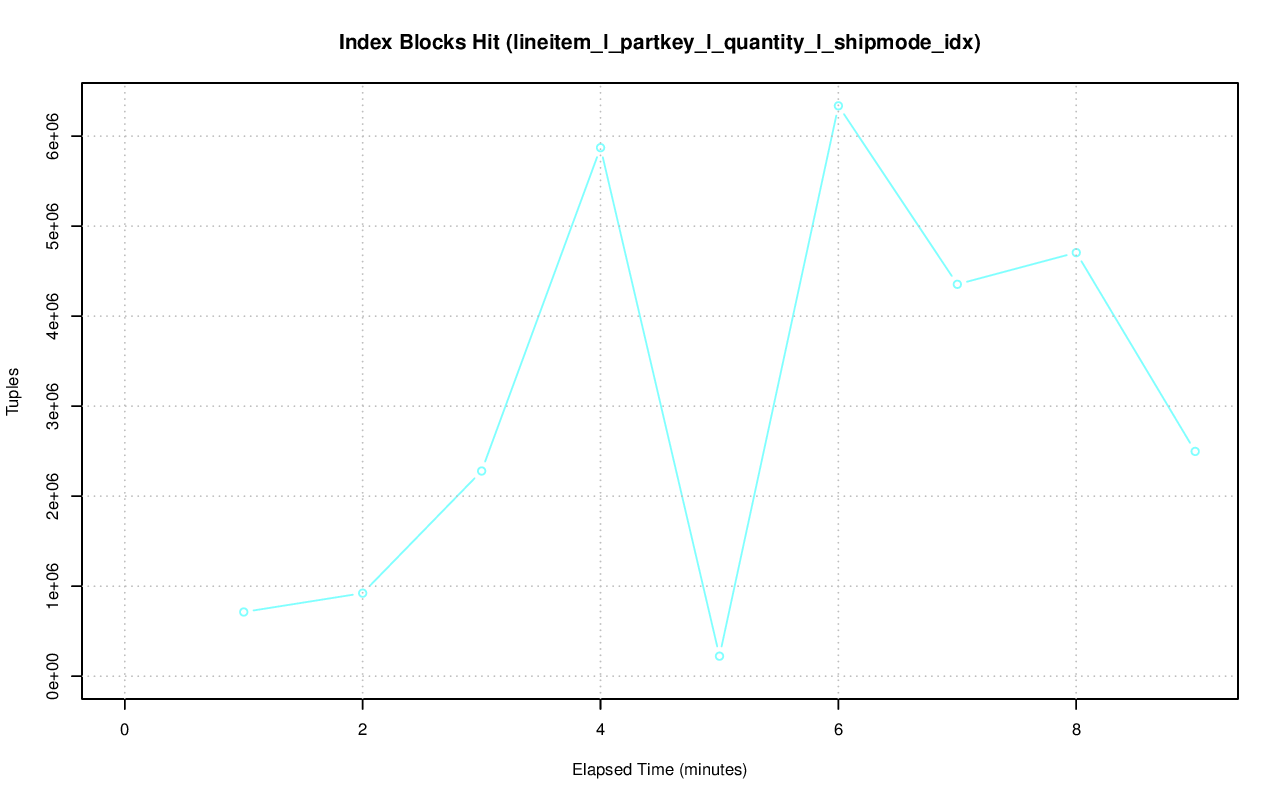 Index Blocks Hit (lineitem_l_partkey_l_quantity_l_shipmode_idx)
Tuples
6e+06
5e+06
4e+06
3e+06
2e+06
1e+06
0e+00
0 2 4 6 8
Elapsed Time (minutes)